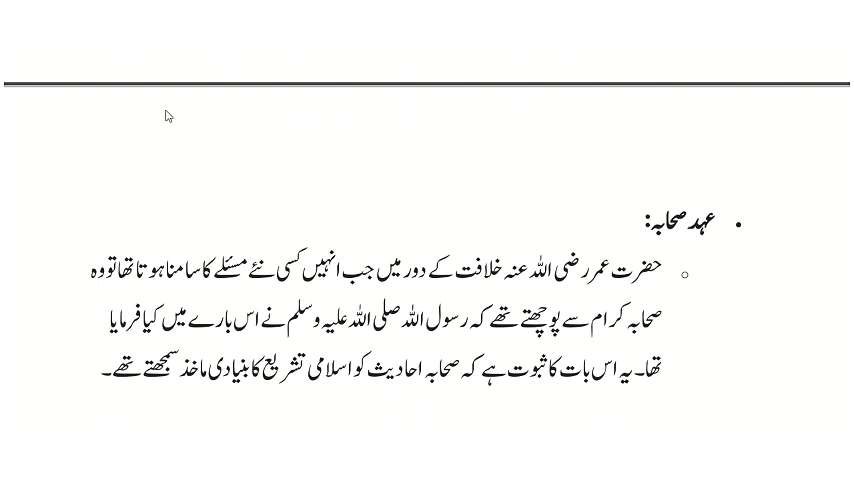 • عہد صحابہ:
○ حضرت عمر رضی اللہ عنہ خلافت کے دور میں جب انہیں کسی نئے مسئلے کا سامنا ہوتا تھا تو وہ
صحابہ کرام سے پوچھتے تھے کہ رسول اللہ صلی اللہ علیہ وسلم نے اس بارے میں کیا فرمایا
تھا۔ یہ اس بات کا ثبوت ہے کہ صحابہ احادیث کو اسلامی تشریع کا بنیادی ماخذ سمجھتے تھے۔